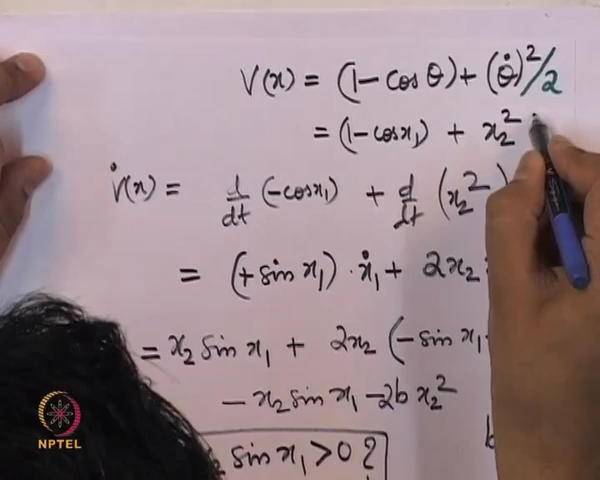 V(x) = (1 - cos θ) + (θ̇)²/2
= (1 - cos x₁) + x₂²
V̇(x) = d/dt (-cos x₁) + d/dt (x₂²)
= (+ sin x₁) · ẋ₁ + 2x₂
= x₂ sin x₁ + 2x₂ (- sin x₁
- x₂ sin x₁ - 2b x₂²
sin x₁ > 0 ?
NPTEL